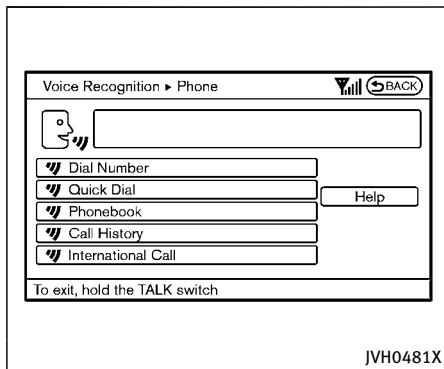 Voice Recognition ▸ Phone BACK
Dial Number
Quick Dial
Help
Phonebook
Call History
International Call
To exit, hold the TALK switch
JVH0481X